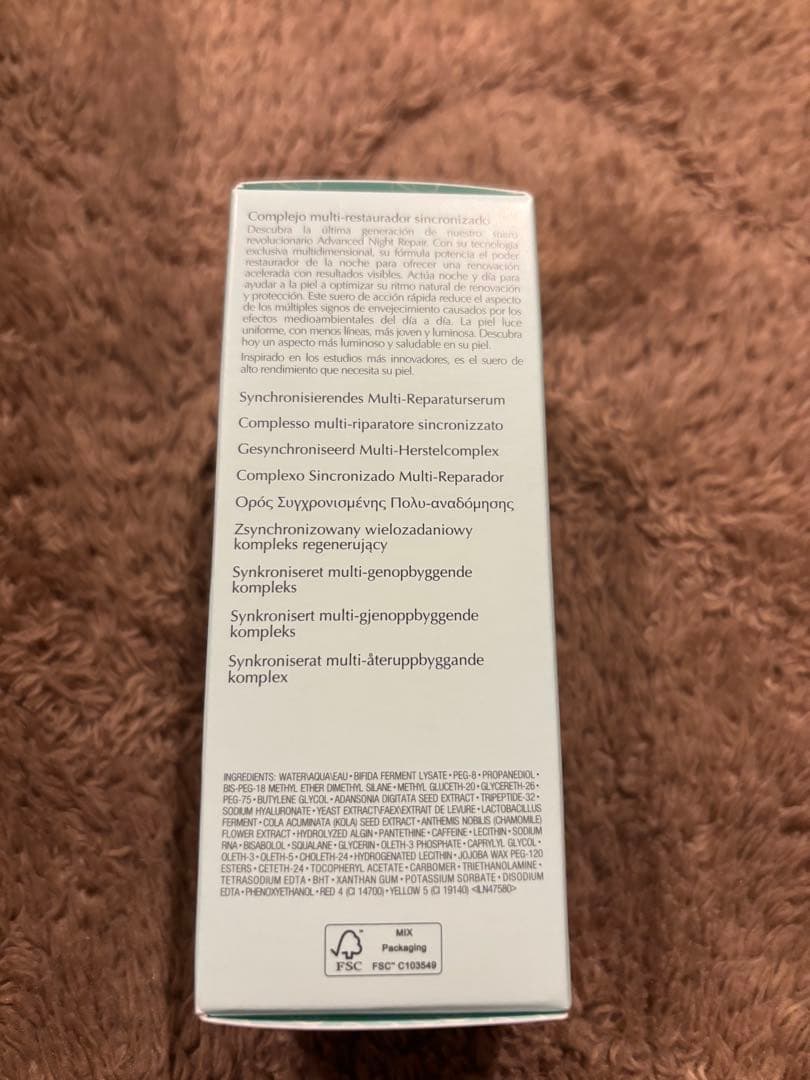 Complejo multi-restaurador sincronizado
Descubra la última generación de nuestro suero
revolucionario Advanced Night Repair. Con su tecnología
exclusiva multidimensional, su fórmula potencia el poder
restaurador de la noche para ofrecer una renovación
acelerada con resultados visibles. Actúa noche y día para
ayudar a la piel a optimizar su ritmo natural de renovación
y protección. Este suero de acción rápida reduce el aspecto
de los múltiples signos de envejecimiento causados por los
efectos medioambientales del día a día. La piel luce
uniforme, con menos líneas, más joven y luminosa. Descubra
hoy un aspecto más luminoso y saludable en su piel.
Inspirado en los estudios más innovadores, es el suero de
alto rendimiento que necesita su piel.
Synchronisierendes Multi-Reparaturserum
Complesso multi-riparatore sincronizzato
Gesynchroniseerd Multi-Herstelcomplex
Complexo Sincronizado Multi-Reparador
Ορός Συγχρονισμένης Πολυ-αναδόμησης
Zsynchronizowany wielozadaniowy
kompleks regenerujący
Synkroniseret multi-genopbyggende
kompleks
Synkronisert multi-gjenoppbyggende
kompleks
Synkroniserat multi-återuppbyggande
komplex
INGREDIENTS: WATER\AQUA\EAU • BIFIDA FERMENT LYSATE • PEG-8 • PROPANEDIOL •
BIS-PEG-18 METHYL ETHER DIMETHYL SILANE • METHYL GLUCETH-20 • GLYCERETH-26 •
PEG-75 • BUTYLENE GLYCOL • ADANSONIA DIGITATA SEED EXTRACT • TRIPEPTIDE-32 •
SODIUM HYALURONATE • YEAST EXTRACT\FAEX\EXTRAIT DE LEVURE • LACTOBACILLUS
FERMENT • COLA ACUMINATA (KOLA) SEED EXTRACT • ANTHEMIS NOBILIS (CHAMOMILE)
FLOWER EXTRACT • HYDROLYZED ALGIN • PANTETHINE • CAFFEINE • LECITHIN • SODIUM
RNA • BISABOLOL • SQUALANE • GLYCERIN • OLETH-3 PHOSPHATE • CAPRYLYL GLYCOL •
OLETH-3 • OLETH-5 • CHOLETH-24 • HYDROGENATED LECITHIN • JOJOBA WAX PEG-120
ESTERS • CETETH-24 • TOCOPHERYL ACETATE • CARBOMER • TRIETHANOLAMINE •
TETRASODIUM EDTA • BHT • XANTHAN GUM • POTASSIUM SORBATE • DISODIUM
EDTA • PHENOXYETHANOL • RED 4 (CI 14700) • YELLOW 5 (CI 19140) <ILN47580>
MIX
Packaging
FSC FSC™ C103549